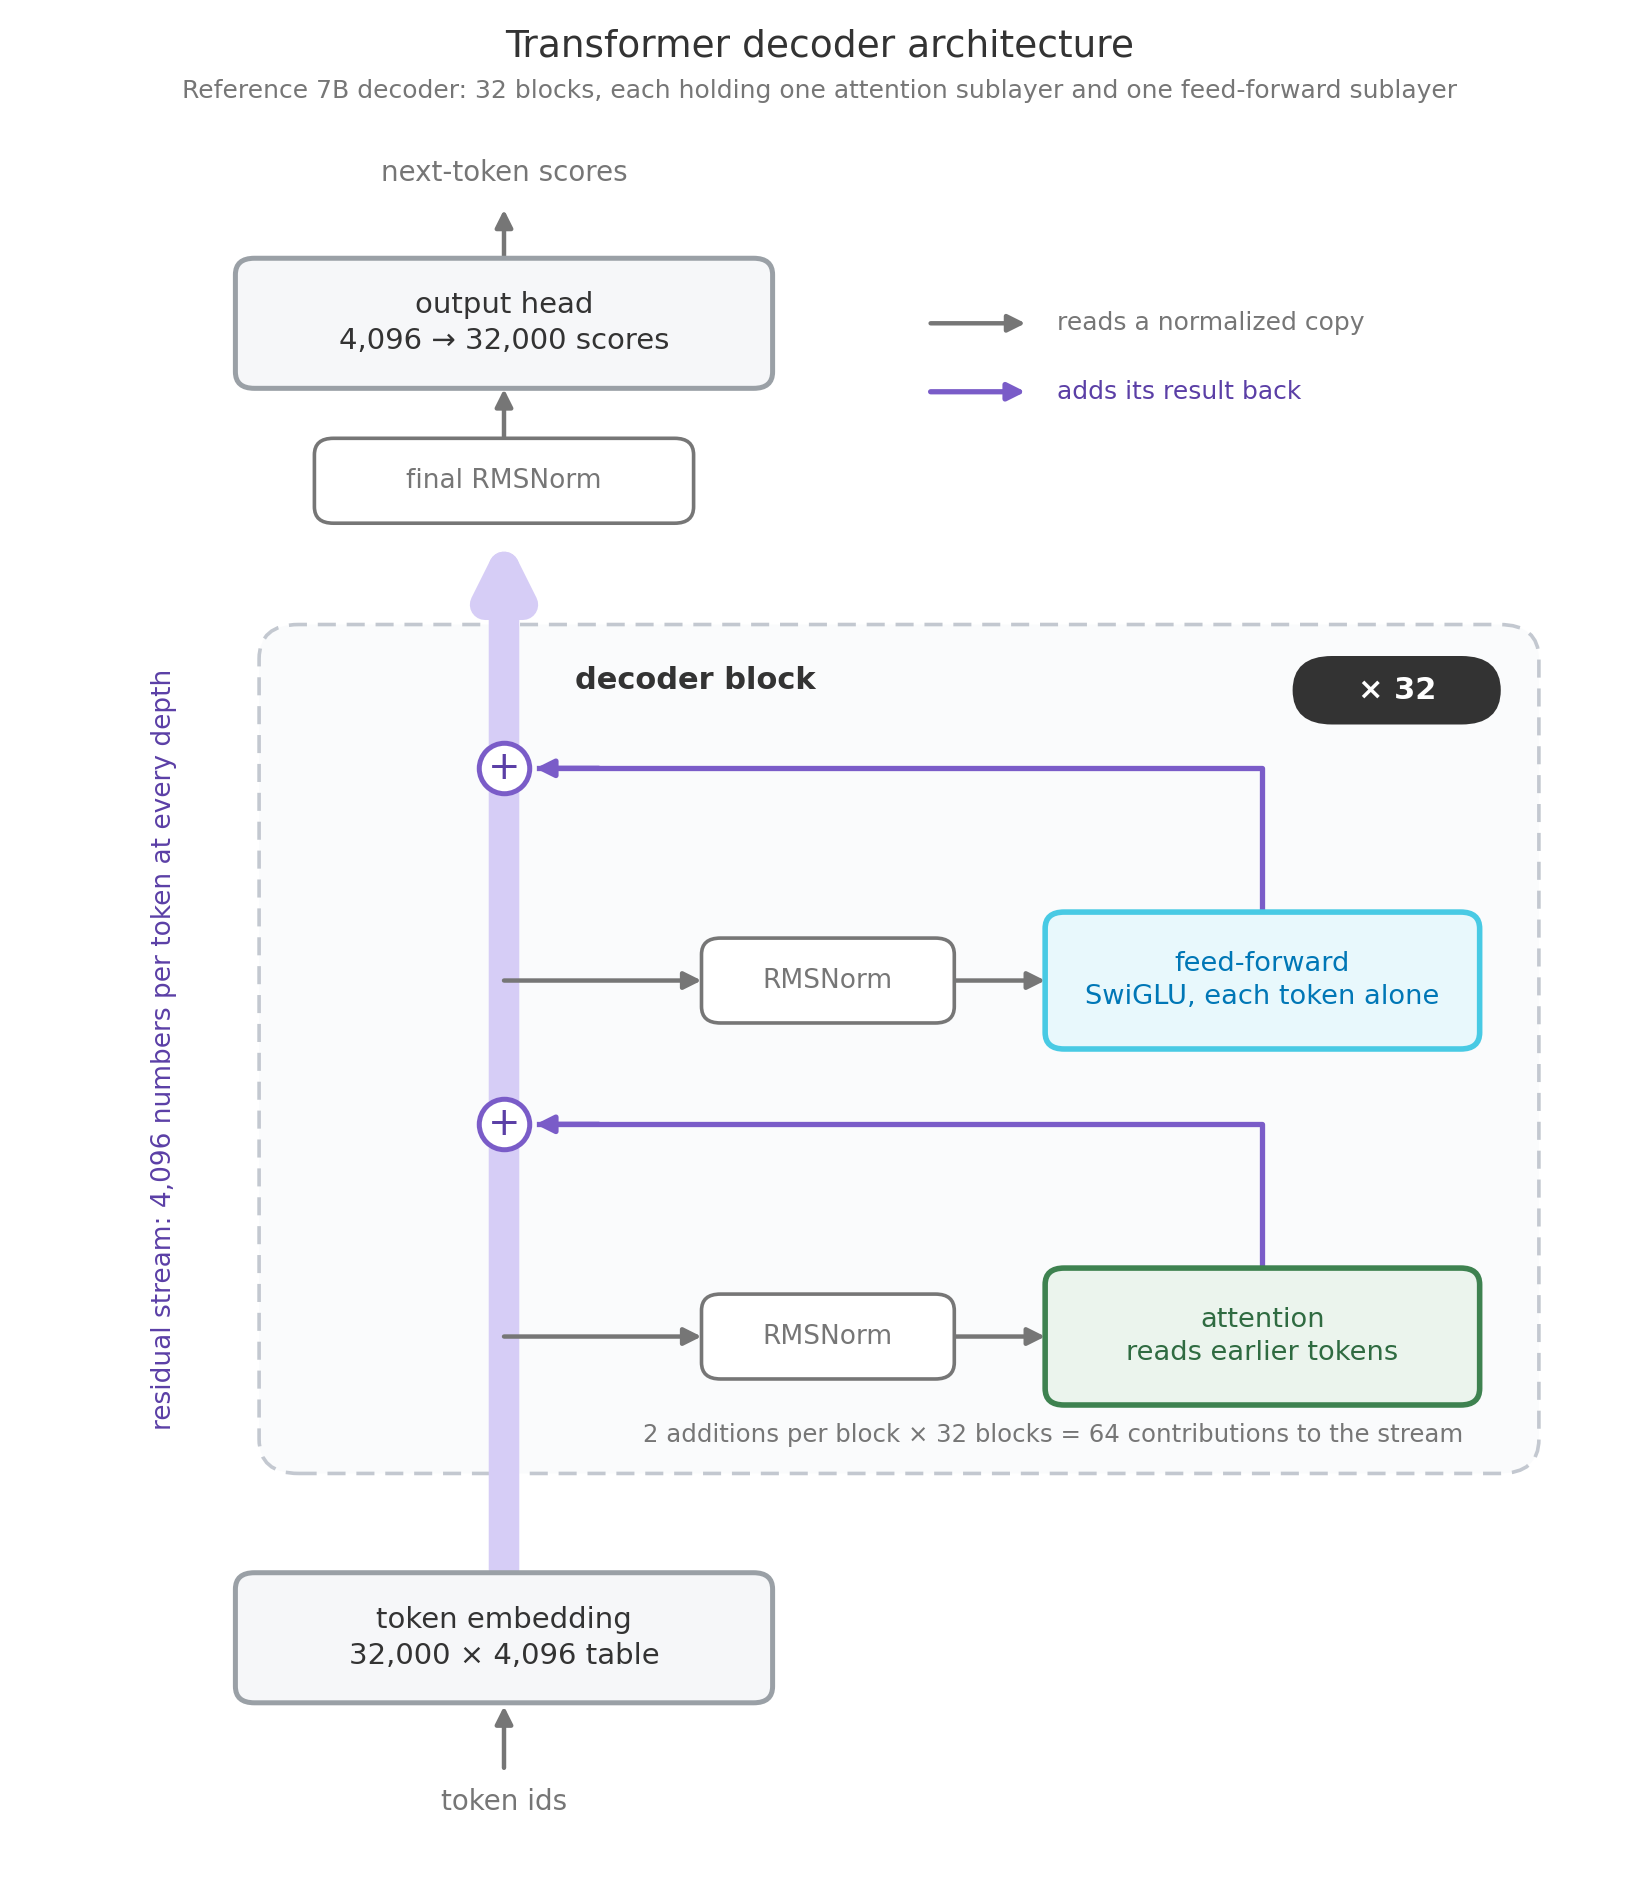 Transformer decoder architecture
Reference 7B decoder: 32 blocks, each holding one attention sublayer and one feed-forward sublayer
next-token scores
output head
4,096 → 32,000 scores
reads a normalized copy
adds its result back
final RMSNorm
decoder block
× 32
+
RMSNorm
feed-forward
SwiGLU, each token alone
+
RMSNorm
attention
reads earlier tokens
2 additions per block × 32 blocks = 64 contributions to the stream
residual stream: 4,096 numbers per token at every depth
token embedding
32,000 × 4,096 table
token ids